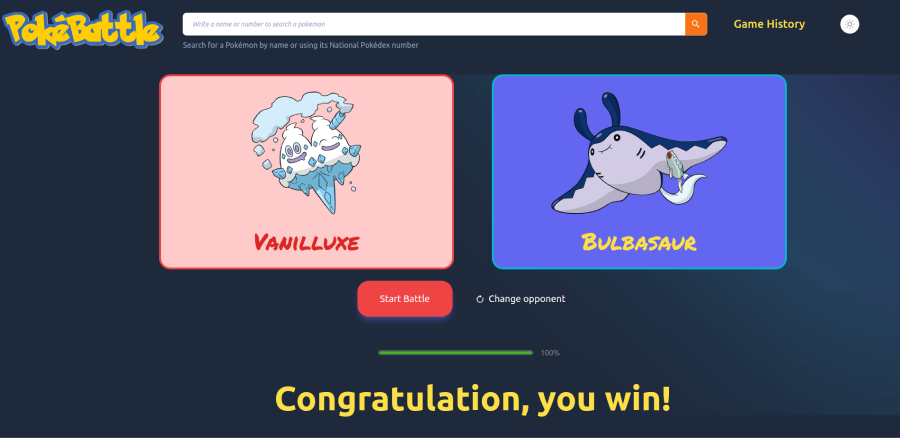 PokéBattle
Write a name or number to search a pokemon
Game History
Search for a Pokémon by name or using its National Pokédex number
Vanilluxe
Bulbasaur
Start Battle
Change opponent
100%
Congratulation, you win!